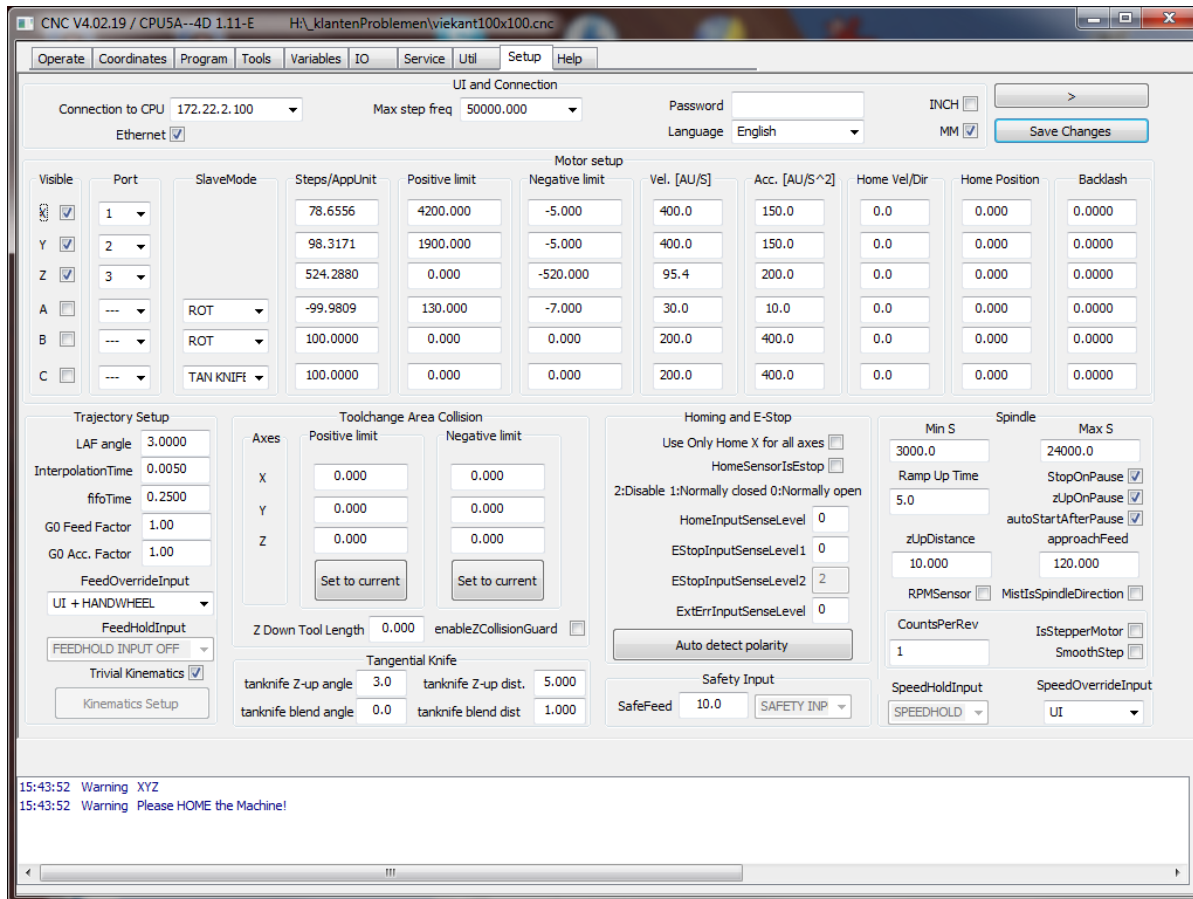 CNC V4.02.19 / CPU5A--4D 1.11-E H:\_klantenProblemen\viekant100x100.cnc
Operate Coordinates Program Tools Variables IO Service Util Setup Help
UI and Connection
Connection to CPU 172.22.2.100 Max step freq 50000.000 Password INCH >
Ethernet Language English MM Save Changes
Motor setup
Visible Port SlaveMode Steps/AppUnit Positive limit Negative limit Vel. [AU/S] Acc. [AU/S^2] Home Vel/Dir Home Position Backlash
X 1 78.6556 4200.000 -5.000 400.0 150.0 0.0 0.000 0.0000
Y 2 98.3171 1900.000 -5.000 400.0 150.0 0.0 0.000 0.0000
Z 3 524.2880 0.000 -520.000 95.4 200.0 0.0 0.000 0.0000
A --- ROT -99.9809 130.000 -7.000 30.0 10.0 0.0 0.000 0.0000
B --- ROT 100.0000 0.000 0.000 200.0 400.0 0.0 0.000 0.0000
C --- TAN KNIFE 100.0000 0.000 0.000 200.0 400.0 0.0 0.000 0.0000
Trajectory Setup
LAF angle 3.0000
InterpolationTime 0.0050
fifoTime 0.2500
G0 Feed Factor 1.00
G0 Acc. Factor 1.00
FeedOverrideInput
UI + HANDWHEEL
FeedHoldInput
FEEDHOLD INPUT OFF
Trivial Kinematics
Kinematics Setup
Toolchange Area Collision
Axes Positive limit Negative limit
X 0.000 0.000
Y 0.000 0.000
Z 0.000 0.000
Set to current Set to current
Z Down Tool Length 0.000 enableZCollisionGuard
Tangential Knife
tanknife Z-up angle 3.0 tanknife Z-up dist. 5.000
tanknife blend angle 0.0 tanknife blend dist 1.000
Homing and E-Stop
Use Only Home X for all axes
HomeSensorIsEstop
2:Disable 1:Normally closed 0:Normally open
HomeInputSenseLevel 0
EStopInputSenseLevel1 0
EStopInputSenseLevel2 2
ExtErrInputSenseLevel 0
Auto detect polarity
Safety Input
SafeFeed 10.0 SAFETY INP
Spindle
Min S Max S
3000.0 24000.0
Ramp Up Time StopOnPause
5.0 zUpOnPause
autoStartAfterPause
zUpDistance approachFeed
10.000 120.000
RPMSensor MistIsSpindleDirection
CountsPerRev IsStepperMotor
1 SmoothStep
SpeedHoldInput SpeedOverrideInput
SPEEDHOLD UI
15:43:52 Warning XYZ
15:43:52 Warning Please HOME the Machine!